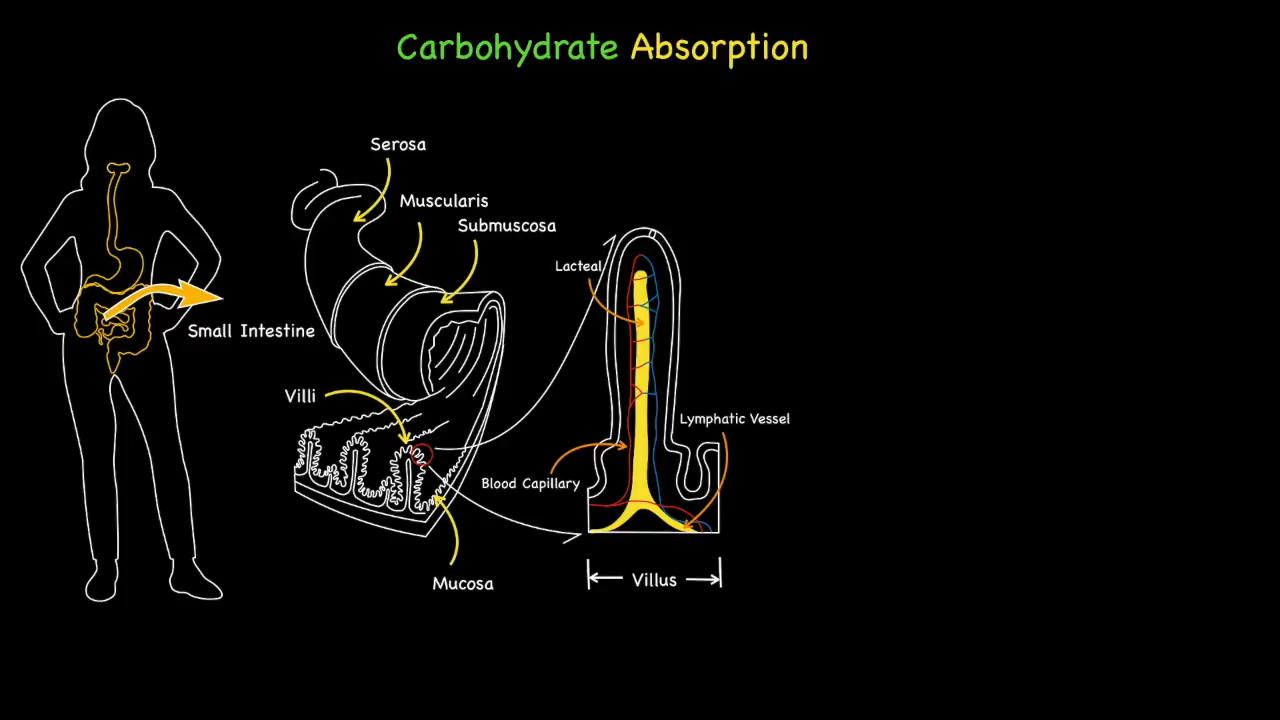 Carbohydrate Absorption
Serosa
Muscularis
Submuscosa
Lacteal
Small Intestine
Villi
Lymphatic Vessel
Blood Capillary
Villus
Mucosa